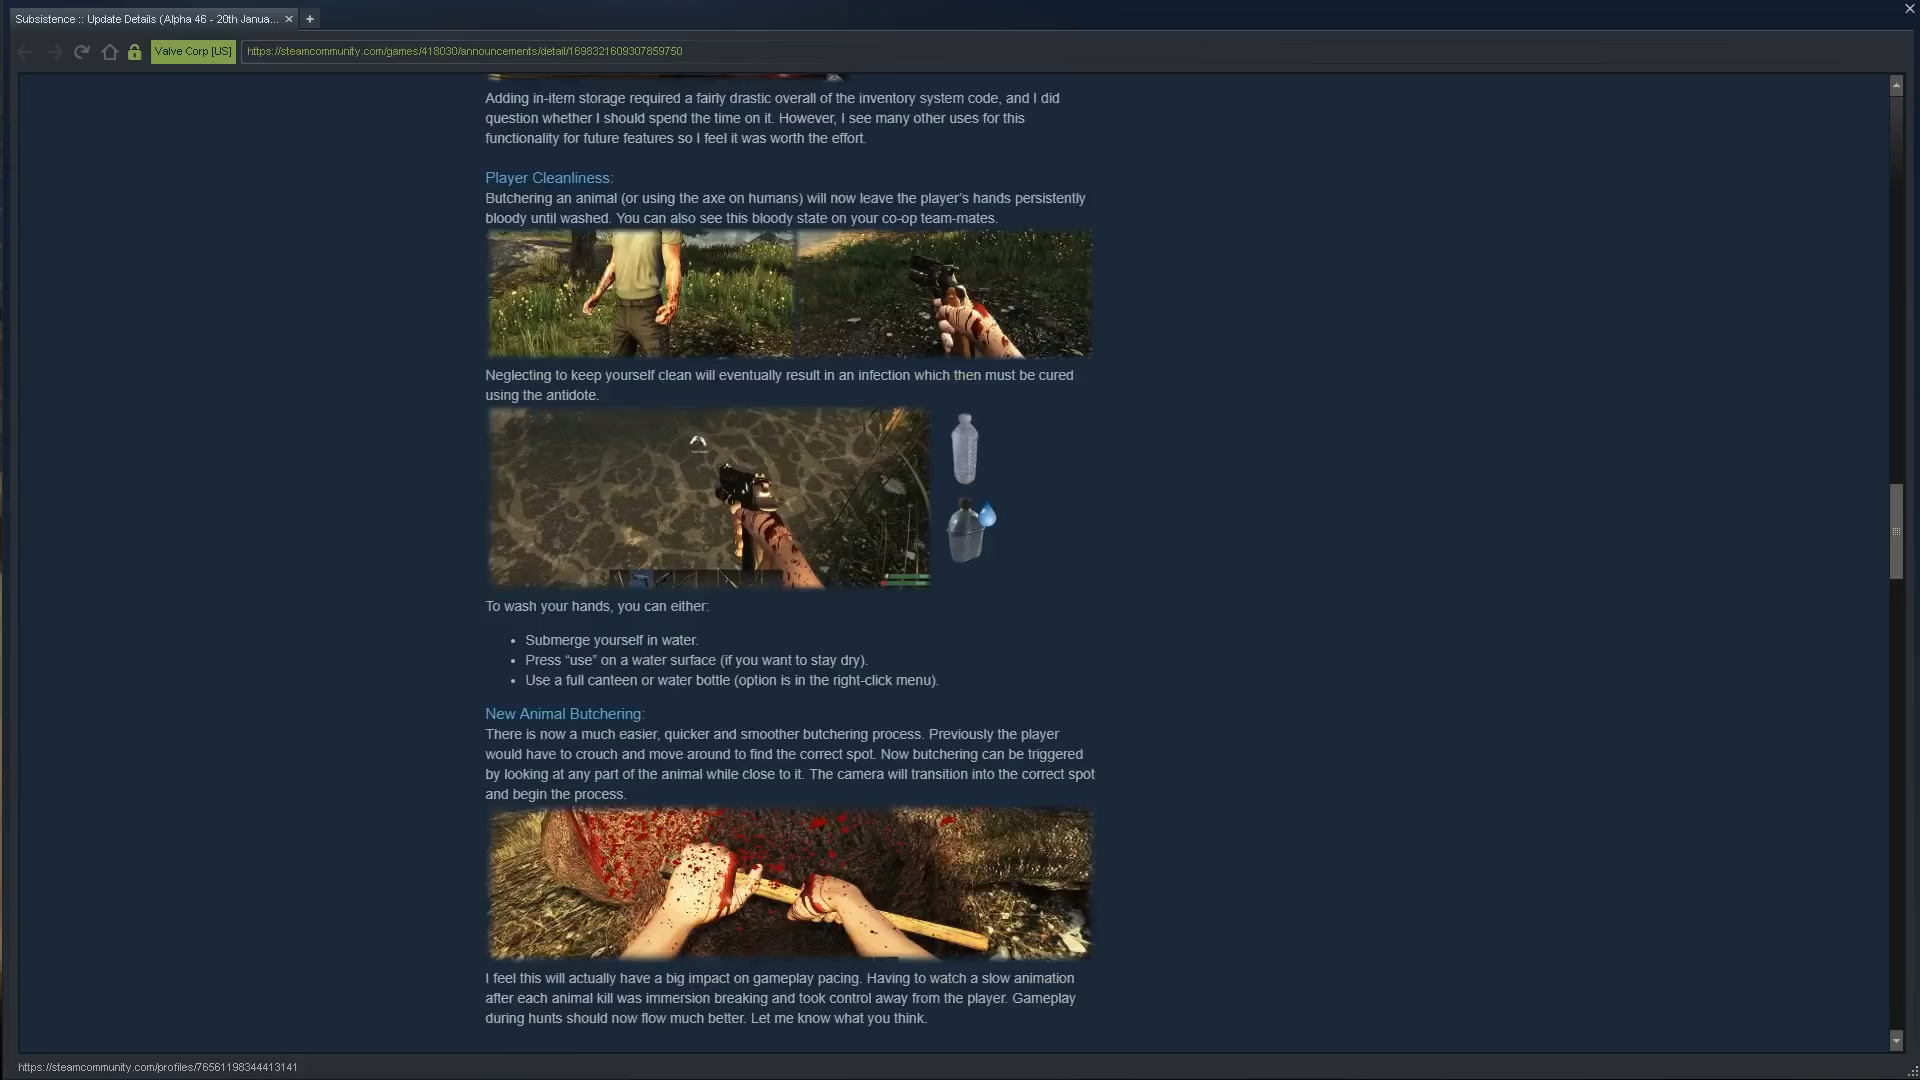 Subsistence :: Update Details (Alpha 46 - 20th Janua...
Valve Corp [US]
https://steamcommunity.com/games/418030/announcements/detail/1698321609307859750
Adding in-item storage required a fairly drastic overall of the inventory system code, and I did
question whether I should spend the time on it. However, I see many other uses for this
functionality for future features so I feel it was worth the effort.
Player Cleanliness:
Butchering an animal (or using the axe on humans) will now leave the player's hands persistently
bloody until washed. You can also see this bloody state on your co-op team-mates.
Neglecting to keep yourself clean will eventually result in an infection which then must be cured
using the antidote.
To wash your hands, you can either:
• Submerge yourself in water.
• Press “use” on a water surface (if you want to stay dry).
• Use a full canteen or water bottle (option is in the right-click menu).
New Animal Butchering:
There is now a much easier, quicker and smoother butchering process. Previously the player
would have to crouch and move around to find the correct spot. Now butchering can be triggered
by looking at any part of the animal while close to it. The camera will transition into the correct spot
and begin the process.
I feel this will actually have a big impact on gameplay pacing. Having to watch a slow animation
after each animal kill was immersion breaking and took control away from the player. Gameplay
during hunts should now flow much better. Let me know what you think.
https://steamcommunity.com/profiles/76561198344413141